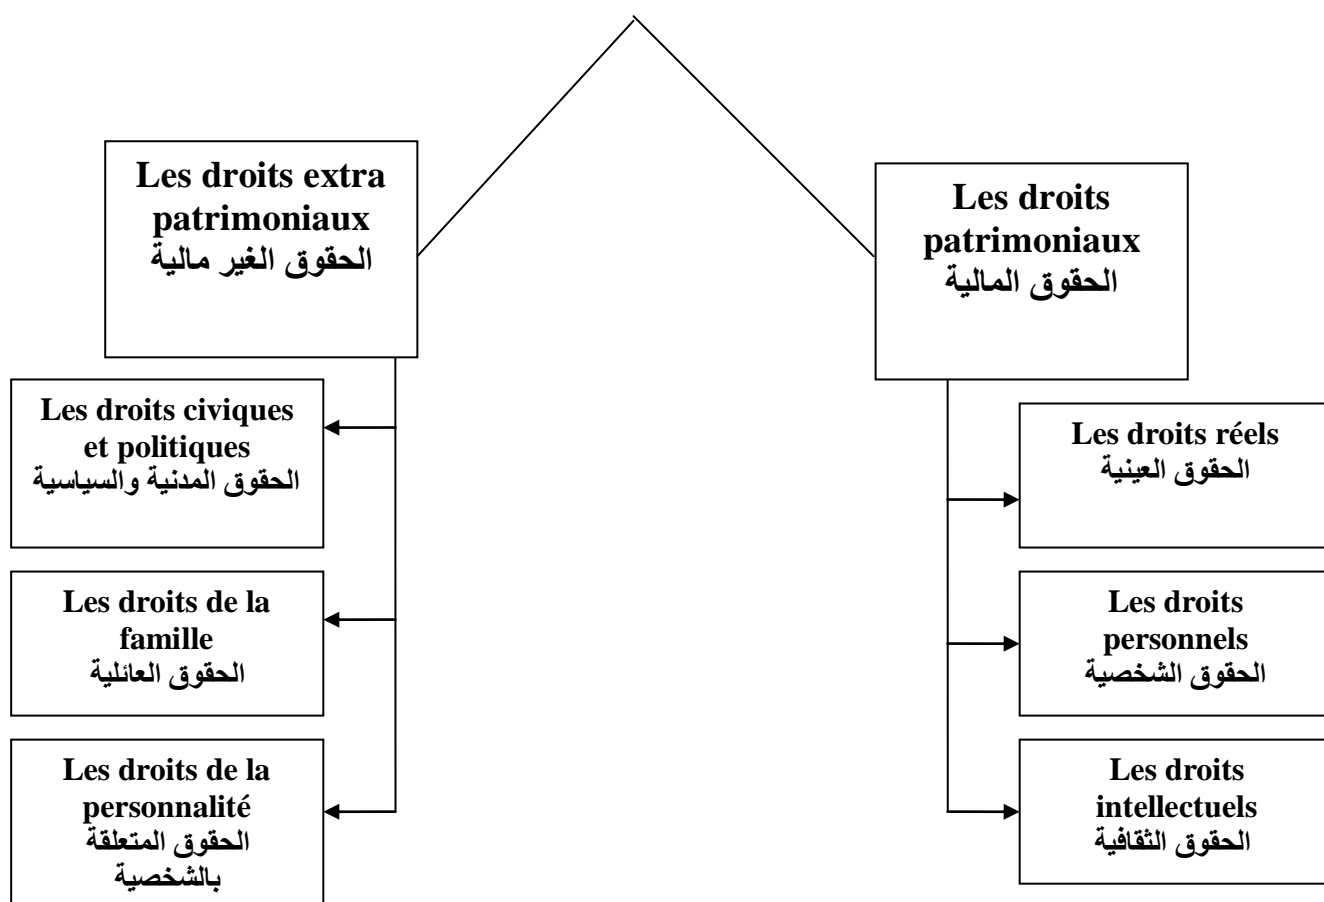 Les droits extra
patrimoniaux
الحقوق الغير مالية
Les droits
patrimoniaux
الحقوق المالية
Les droits civiques
et politiques
الحقوق المدنية والسياسية
Les droits de la
famille
الحقوق العائلية
Les droits de la
personnalité
الحقوق المتعلقة
بالشخصية
Les droits réels
الحقوق العينية
Les droits
personnels
الحقوق الشخصية
Les droits
intellectuels
الحقوق الثقافية